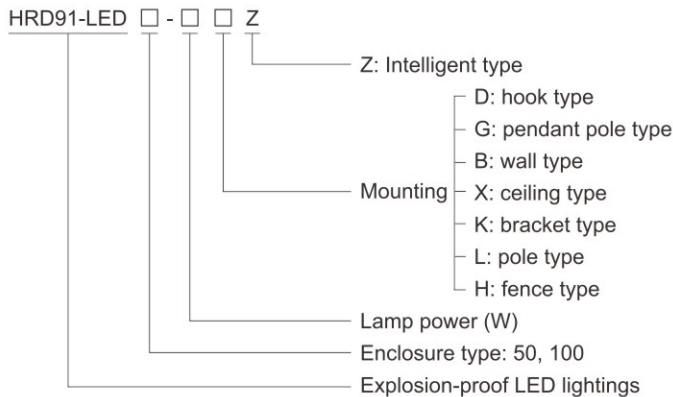 HRD91-LED □ - □ □ Z
Z: Intelligent type
D: hook type
G: pendant pole type
B: wall type
Mounting X: ceiling type
K: bracket type
L: pole type
H: fence type
Lamp power (W)
Enclosure type: 50, 100
Explosion-proof LED lightings